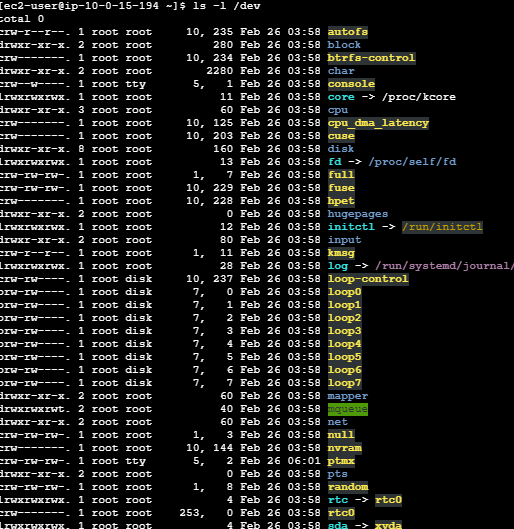 [ec2-user@ip-10-0-15-194 ~]$ ls -l /dev
total 0
crw-r--r--. 1 root root     10, 235 Feb 26 03:58 autofs
drwxr-xr-x. 2 root root         280 Feb 26 03:58 block
crw-------. 1 root root     10, 234 Feb 26 03:58 btrfs-control
drwxr-xr-x. 2 root root        2280 Feb 26 03:58 char
crw--w----. 1 root tty       5,   1 Feb 26 03:58 console
lrwxrwxrwx. 1 root root          11 Feb 26 03:58 core -> /proc/kcore
drwxr-xr-x. 3 root root          60 Feb 26 03:58 cpu
crw-------. 1 root root     10, 125 Feb 26 03:58 cpu_dma_latency
crw-------. 1 root root     10, 203 Feb 26 03:58 cuse
drwxr-xr-x. 8 root root         160 Feb 26 03:58 disk
lrwxrwxrwx. 1 root root          13 Feb 26 03:58 fd -> /proc/self/fd
crw-rw-rw-. 1 root root      1,   7 Feb 26 03:58 full
crw-rw-rw-. 1 root root     10, 229 Feb 26 03:58 fuse
crw-------. 1 root root     10, 228 Feb 26 03:58 hpet
drwxr-xr-x. 2 root root           0 Feb 26 03:58 hugepages
lrwxrwxrwx. 1 root root          12 Feb 26 03:58 initctl -> /run/initctl
drwxr-xr-x. 2 root root          80 Feb 26 03:58 input
crw-r--r--. 1 root root      1,  11 Feb 26 03:58 kmsg
lrwxrwxrwx. 1 root root          28 Feb 26 03:58 log -> /run/systemd/journal/
crw-rw----. 1 root disk     10, 237 Feb 26 03:58 loop-control
brw-rw----. 1 root disk      7,   0 Feb 26 03:58 loop0
brw-rw----. 1 root disk      7,   1 Feb 26 03:58 loop1
brw-rw----. 1 root disk      7,   2 Feb 26 03:58 loop2
brw-rw----. 1 root disk      7,   3 Feb 26 03:58 loop3
brw-rw----. 1 root disk      7,   4 Feb 26 03:58 loop4
brw-rw----. 1 root disk      7,   5 Feb 26 03:58 loop5
brw-rw----. 1 root disk      7,   6 Feb 26 03:58 loop6
brw-rw----. 1 root disk      7,   7 Feb 26 03:58 loop7
drwxr-xr-x. 2 root root          60 Feb 26 03:58 mapper
drwxrwxrwt. 2 root root          40 Feb 26 03:58 mqueue
drwxr-xr-x. 2 root root          60 Feb 26 03:58 net
crw-rw-rw-. 1 root root      1,   3 Feb 26 03:58 null
crw-------. 1 root root     10, 144 Feb 26 03:58 nvram
crw-rw-rw-. 1 root tty       5,   2 Feb 26 06:01 ptmx
drwxr-xr-x. 2 root root           0 Feb 26 03:58 pts
crw-rw-rw-. 1 root root      1,   8 Feb 26 03:58 random
lrwxrwxrwx. 1 root root           4 Feb 26 03:58 rtc -> rtc0
crw-------. 1 root root    253,   0 Feb 26 03:58 rtc0
lrwxrwxrwx. 1 root root           4 Feb 26 03:58 sda -> xvda